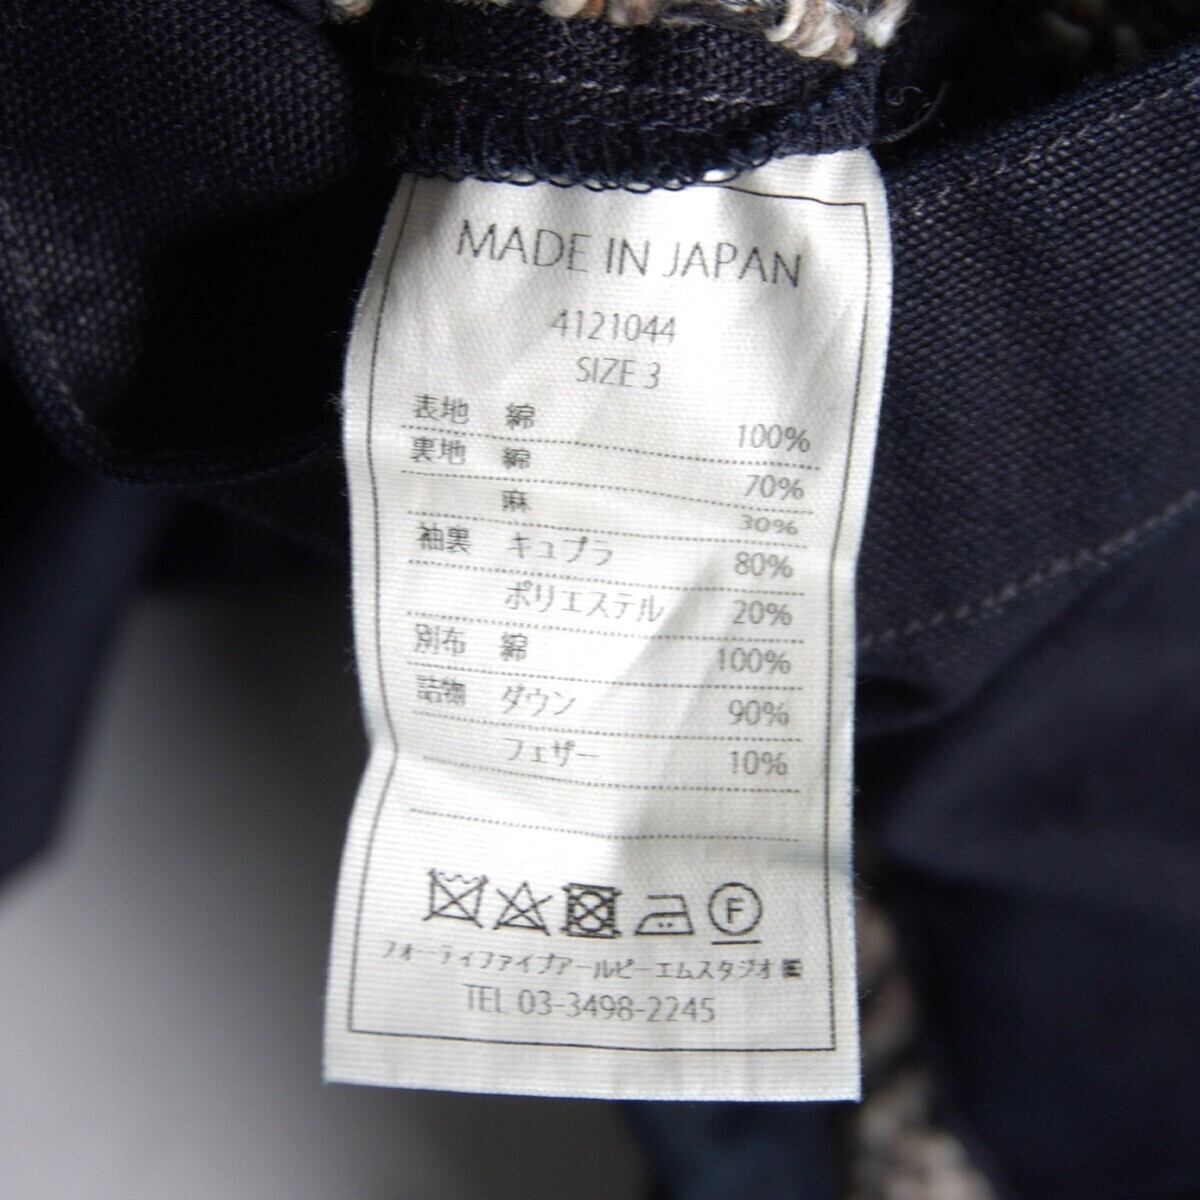 MADE IN JAPAN
4121044
SIZE 3
表地 綿 100%
裏地 綿 70%
麻 30%
袖裏 キュプラ 80%
ポリエステル 20%
別布 綿 100%
詰物 ダウン 90%
フェザー 10%
F
フォーティファイブアールピーエムスタジオ㈱
TEL 03-3498-2245